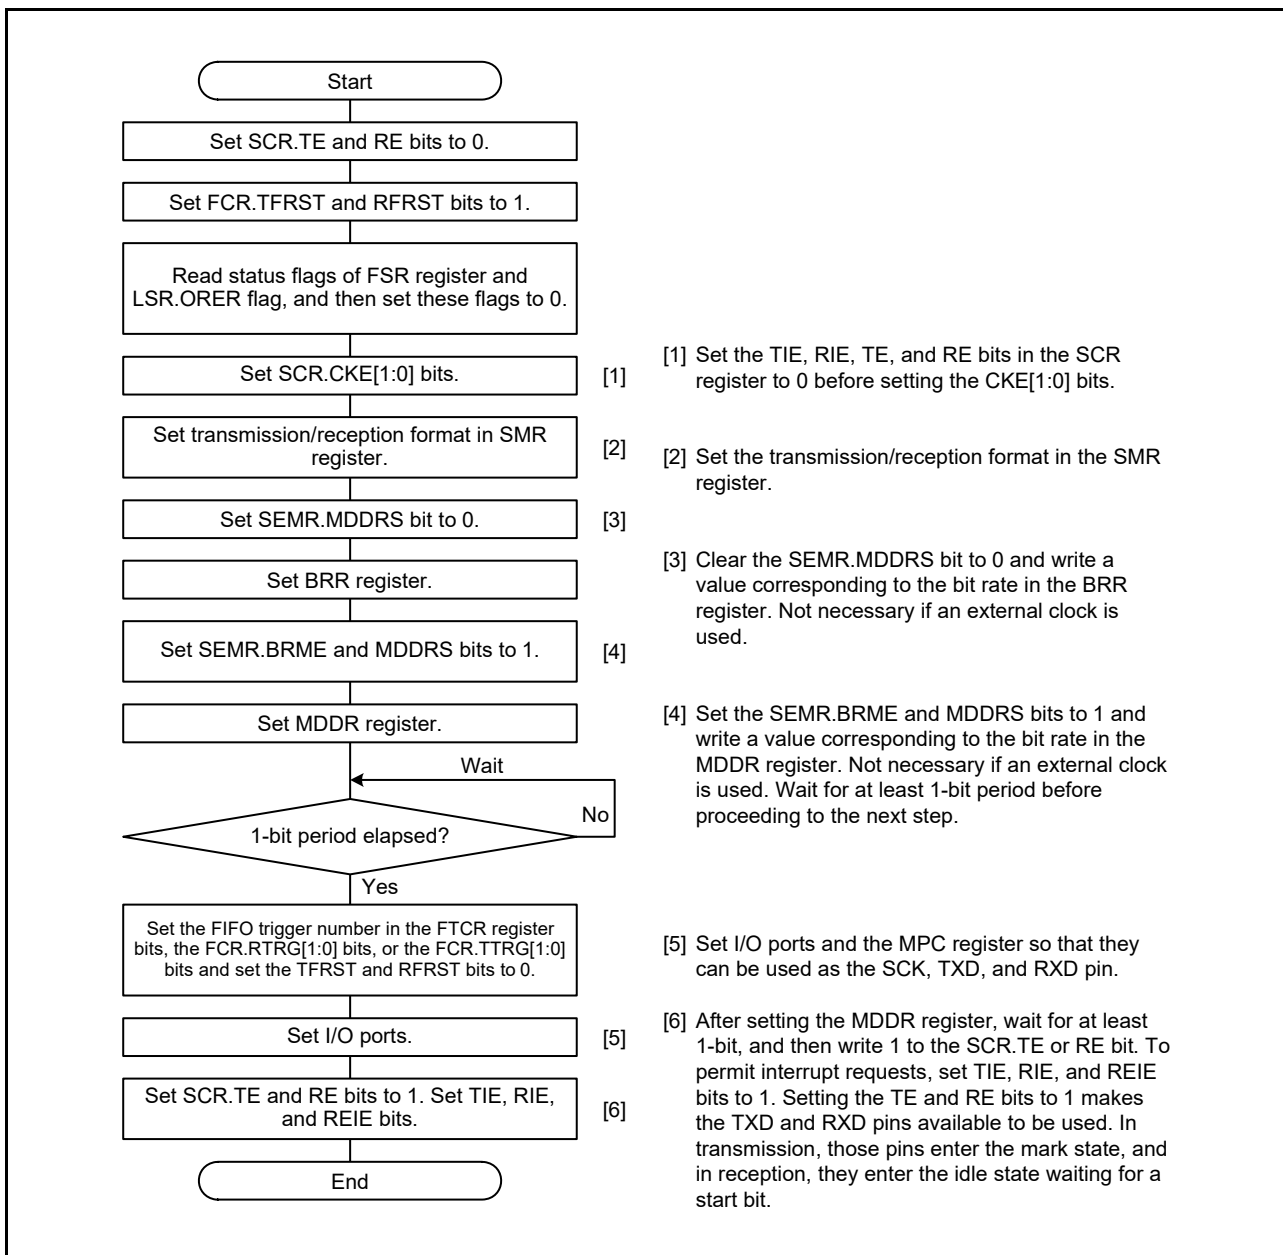 Start
Set SCR.TE and RE bits to 0.
Set FCR.TFRST and RFRST bits to 1.
Read status flags of FSR register and
LSR.ORER flag, and then set these flags to 0.
Set SCR.CKE[1:0] bits.
[1]
Set transmission/reception format in SMR
register.
[2]
Set SEMR.MDDRS bit to 0.
[3]
Set BRR register.
Set SEMR.BRME and MDDRS bits to 1.
[4]
Set MDDR register.
Wait
No
1-bit period elapsed?
Yes
Set the FIFO trigger number in the FTCR register
bits, the FCR.RTRG[1:0] bits, or the FCR.TTRG[1:0]
bits and set the TFRST and RFRST bits to 0.
Set I/O ports.
[5]
Set SCR.TE and RE bits to 1. Set TIE, RIE,
and REIE bits.
[6]
End
[1] Set the TIE, RIE, TE, and RE bits in the SCR
register to 0 before setting the CKE[1:0] bits.
[2] Set the transmission/reception format in the SMR
register.
[3] Clear the SEMR.MDDRS bit to 0 and write a
value corresponding to the bit rate in the BRR
register. Not necessary if an external clock is
used.
[4] Set the SEMR.BRME and MDDRS bits to 1 and
write a value corresponding to the bit rate in the
MDDR register. Not necessary if an external clock
is used. Wait for at least 1-bit period before
proceeding to the next step.
[5] Set I/O ports and the MPC register so that they
can be used as the SCK, TXD, and RXD pin.
[6] After setting the MDDR register, wait for at least
1-bit, and then write 1 to the SCR.TE or RE bit. To
permit interrupt requests, set TIE, RIE, and REIE
bits to 1. Setting the TE and RE bits to 1 makes
the TXD and RXD pins available to be used. In
transmission, those pins enter the mark state, and
in reception, they enter the idle state waiting for a
start bit.